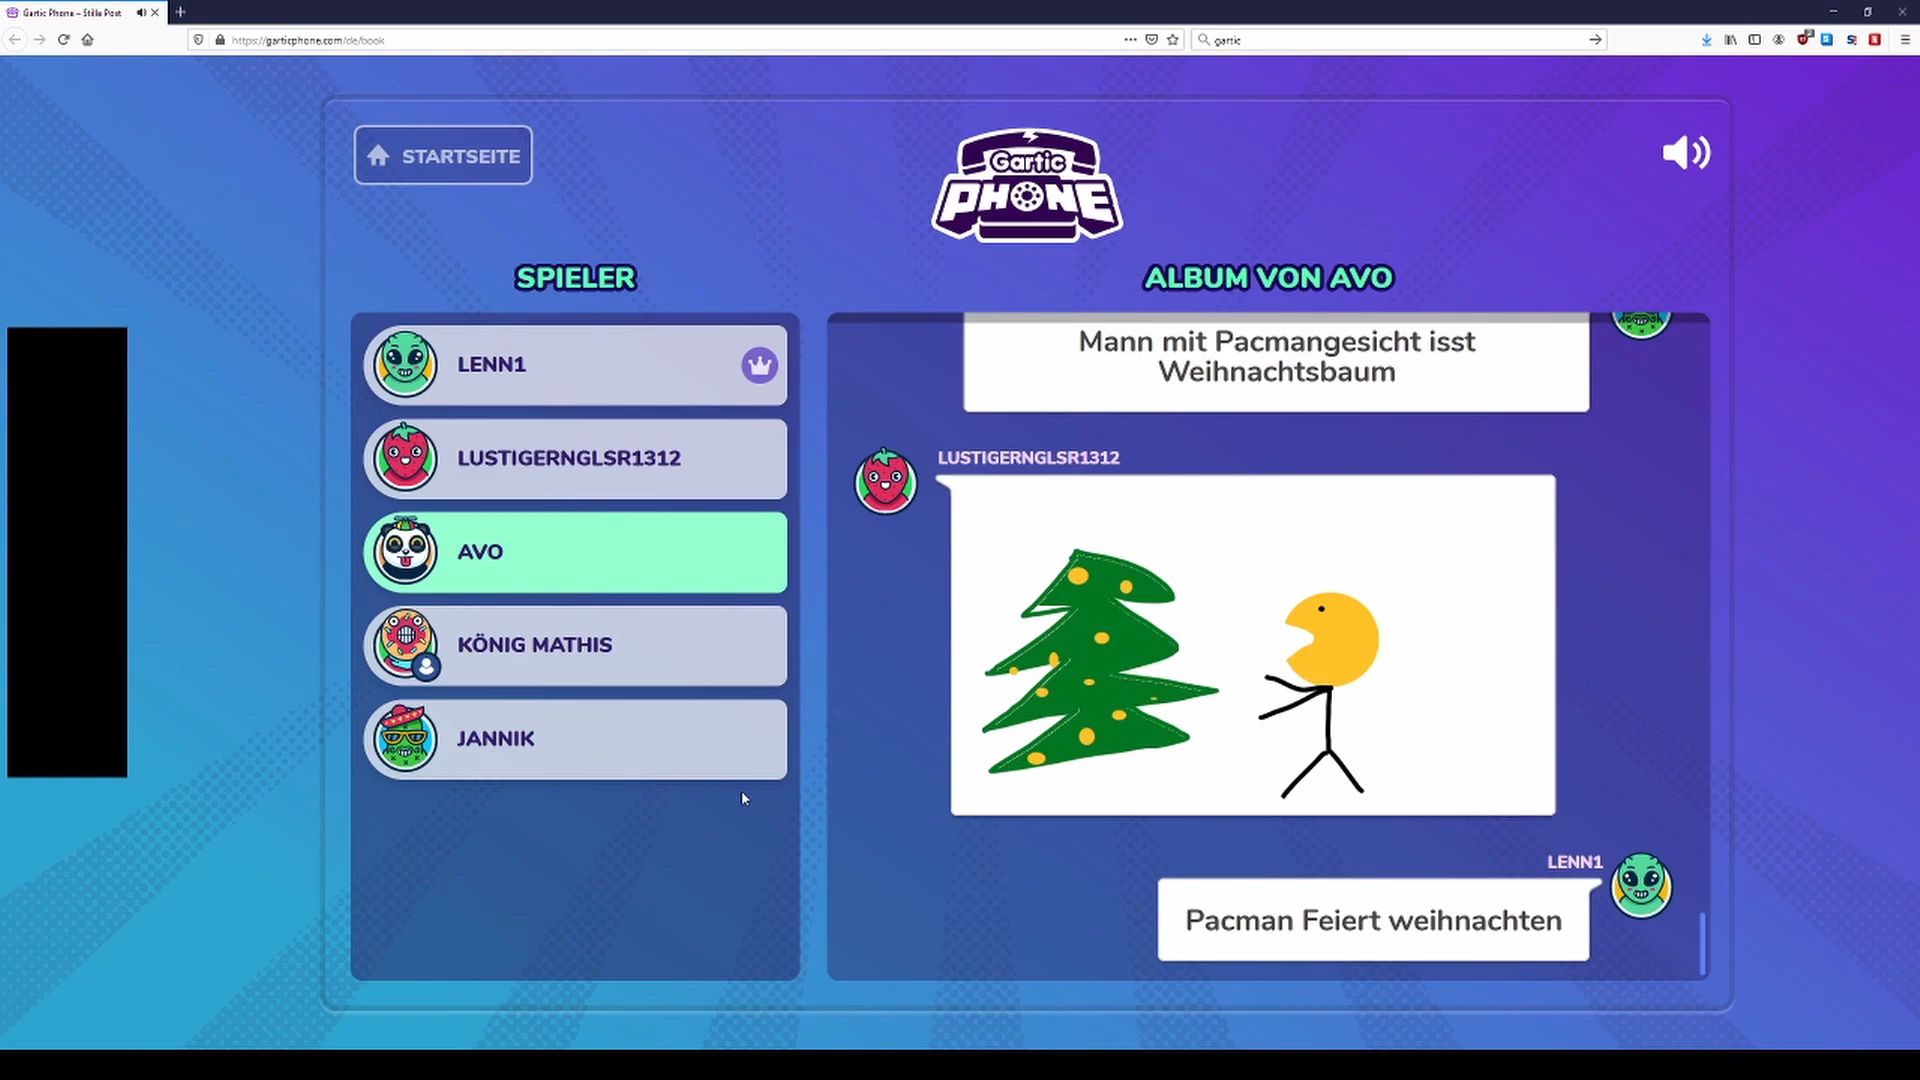 Gartic Phone – Stille Post
https://garticphone.com/de/book
gartic
STARTSEITE
Gartic
PHONE
SPIELER
ALBUM VON AVO
LENN1
LUSTIGERNGLSR1312
AVO
KÖNIG MATHIS
JANNIK
Mann mit Pacmangesicht isst
Weihnachtsbaum
LUSTIGERNGLSR1312
LENN1
Pacman Feiert weihnachten